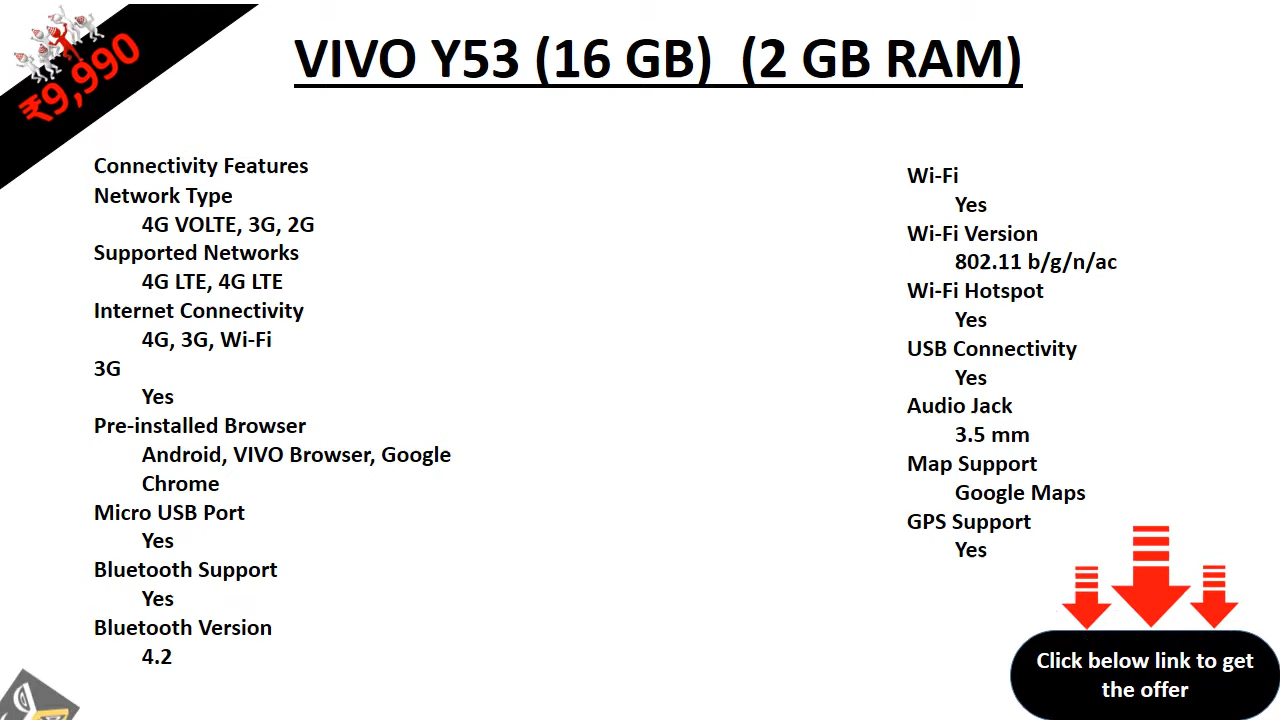 ₹9,990
VIVO Y53 (16 GB) (2 GB RAM)
Connectivity Features
Network Type
4G VOLTE, 3G, 2G
Supported Networks
4G LTE, 4G LTE
Internet Connectivity
4G, 3G, Wi-Fi
3G
Yes
Pre-installed Browser
Android, VIVO Browser, Google
Chrome
Micro USB Port
Yes
Bluetooth Support
Yes
Bluetooth Version
4.2
Wi-Fi
Yes
Wi-Fi Version
802.11 b/g/n/ac
Wi-Fi Hotspot
Yes
USB Connectivity
Yes
Audio Jack
3.5 mm
Map Support
Google Maps
GPS Support
Yes
Click below link to get
the offer